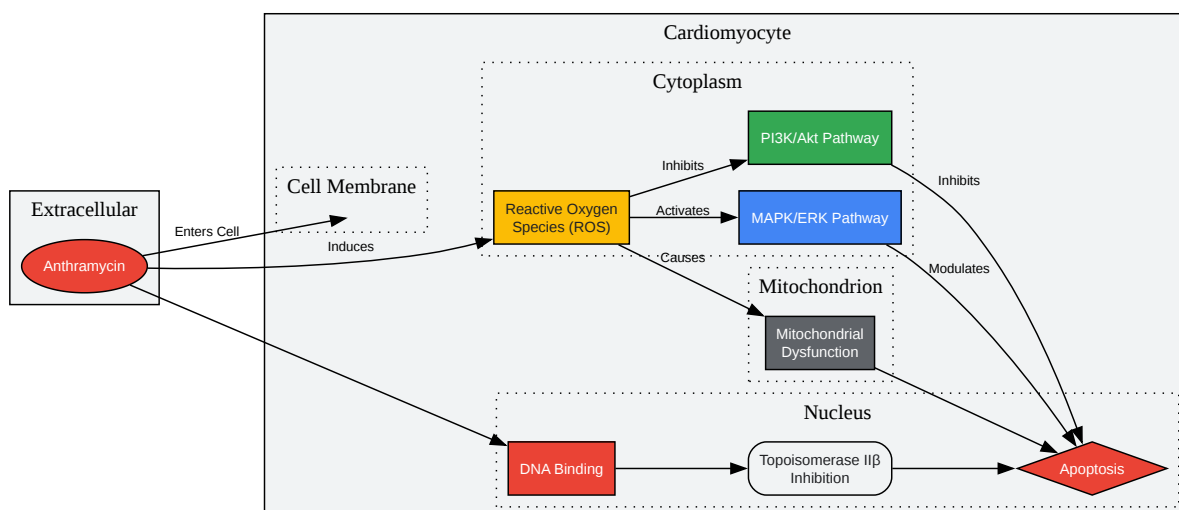 Cardiomyocyte
Cytoplasm
PI3K/Akt Pathway
Inhibits
Inhibits
Cell Membrane
Extracellular
Reactive Oxygen
Species (ROS)
Activates
MAPK/ERK Pathway
Enters Cell
Induces
Anthramycin
Causes
Modulates
Mitochondrion
Mitochondrial
Dysfunction
Nucleus
DNA Binding
Topoisomerase IIβ
Inhibition
Apoptosis